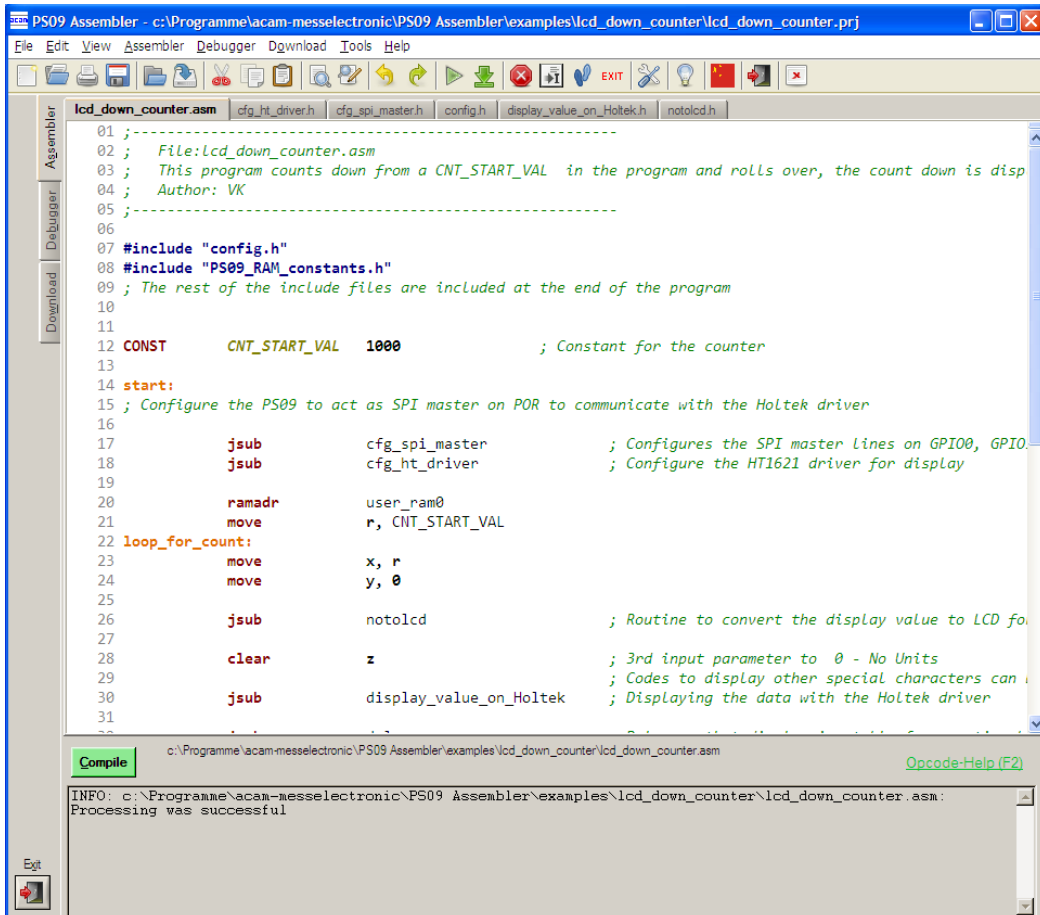 acam PS09 Assembler - c:\Programme\acam-messelectronic\PS09 Assembler\examples\lcd_down_counter/lcd_down_counter.prj
File Edit View Assembler Debugger Download Tools Help
EXIT
Assembler
Debugger
Download
lcd_down_counter.asm cfg_ht_driver.h cfg_spi_master.h config.h display_value_on_Holtek.h notolcd.h
01 ;---------------------------------------------------------
02 ;   File:lcd_down_counter.asm
03 ;   This program counts down from a CNT_START_VAL  in the program and rolls over, the count down is disp
04 ;   Author: VK
05 ;---------------------------------------------------------
06
07 #include "config.h"
08 #include "PS09_RAM_constants.h"
09 ; The rest of the include files are included at the end of the program
10
11
12 CONST CNT_START_VAL 1000 ; Constant for the counter
13
14 start:
15 ; Configure the PS09 to act as SPI master on POR to communicate with the Holtek driver
16
17 jsub cfg_spi_master ; Configures the SPI master lines on GPIO0, GPIO
18 jsub cfg_ht_driver ; Configure the HT1621 driver for display
19
20 ramadr user_ram0
21 move r, CNT_START_VAL
22 loop_for_count:
23 move x, r
24 move y, 0
25
26 jsub notolcd ; Routine to convert the display value to LCD fo
27
28 clear z ; 3rd input parameter to  0 - No Units
29 ; Codes to display other special characters can
30 jsub display_value_on_Holtek ; Displaying the data with the Holtek driver
31
Compile c:\Programme\acam-messelectronic\PS09 Assembler\examples\lcd_down_counter\lcd_down_counter.asm
Opcode-Help (F2)
INFO: c:\Programme\acam-messelectronic\PS09 Assembler\examples\lcd_down_counter\lcd_down_counter.asm:
Processing was successful
Exit